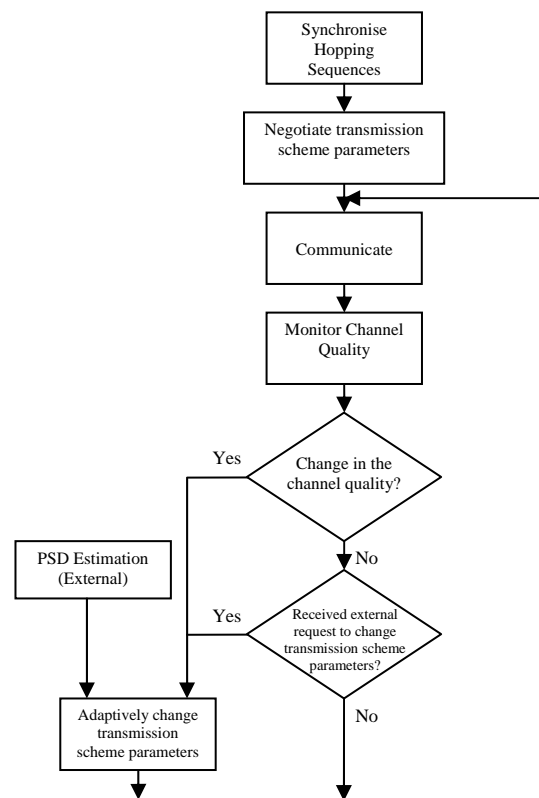 Synchronise
Hopping
Sequences
Negotiate transmission
scheme parameters
Communicate
Monitor Channel
Quality
Yes
Change in the
channel quality?
PSD Estimation
(External)
No
Yes
Received external
request to change
transmission scheme
parameters?
Adaptively change
transmission
scheme parameters
No